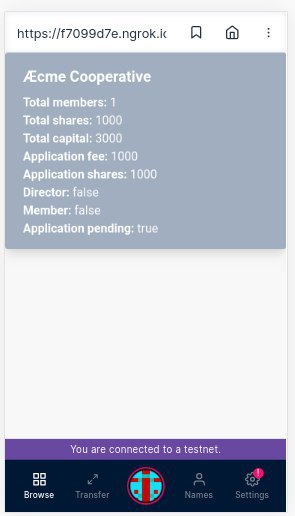 https://f7099d7e.ngrok.ic
Æcme Cooperative
Total members: 1
Total shares: 1000
Total capital: 3000
Application fee: 1000
Application shares: 1000
Director: false
Member: false
Application pending: true
You are connected to a testnet.
!
Browse Transfer Names Settings